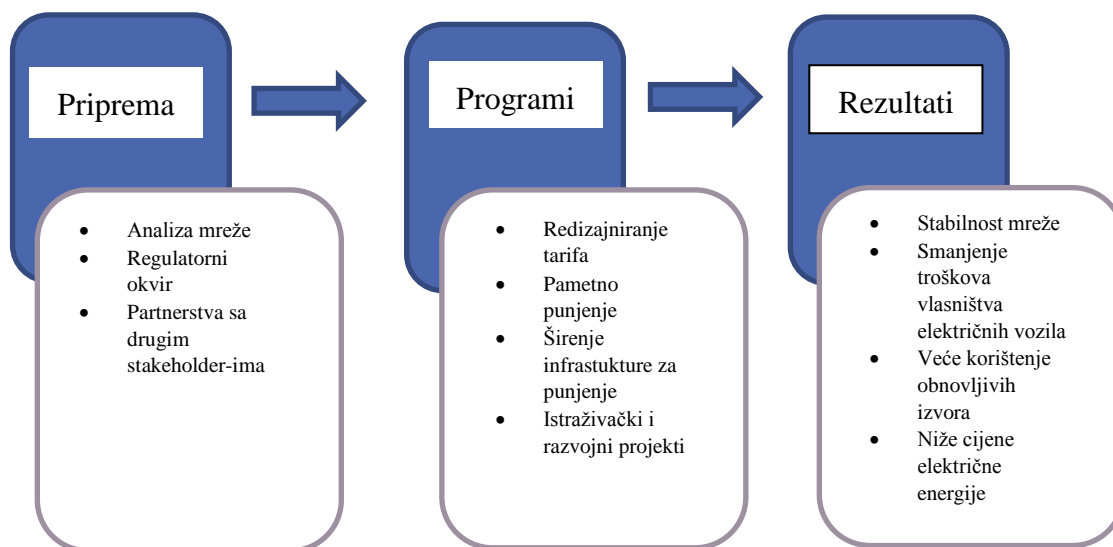 Priprema
Analiza mreže
Regulatorni
okvir
Partnerstva sa
drugim
stakeholder-ima
Programi
Redizajniranje
tarifa
Pametno
punjenje
Širenje
infrastukture za
punjenje
Istraživački i
razvojni projekti
Rezultati
Stabilnost mreže
Smanjenje
troškova
vlasništva
električnih vozila
Veće korištenje
obnovljivih
izvora
Niže cijene
električne
energije